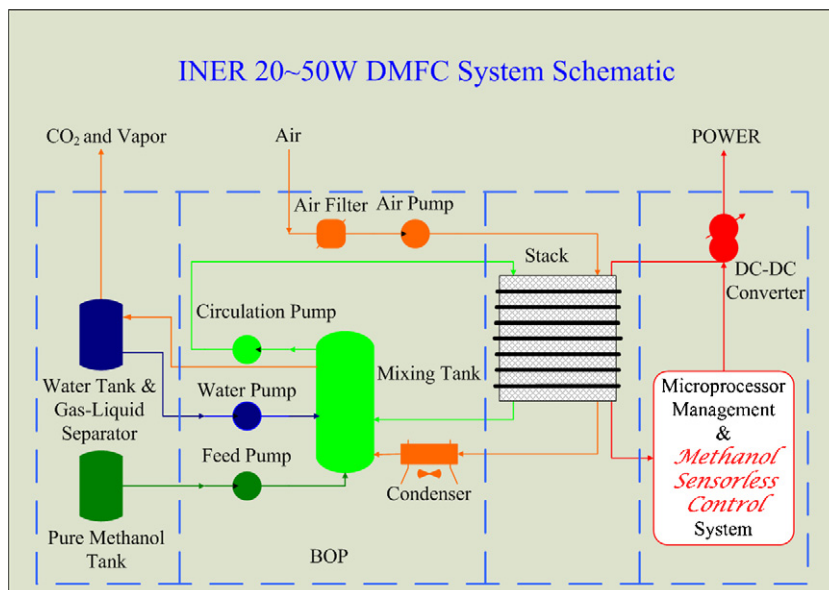 INER 20~50W DMFC System Schematic
CO₂ and Vapor
Air
POWER
Air Filter
Air Pump
Stack
DC-DC
Converter
Circulation Pump
Mixing Tank
Water Tank &
Gas-Liquid
Separator
Water Pump
Feed Pump
Condenser
Pure Methanol
Tank
BOP
Microprocessor
Management
&
Methanol
Sensorless
Control
System